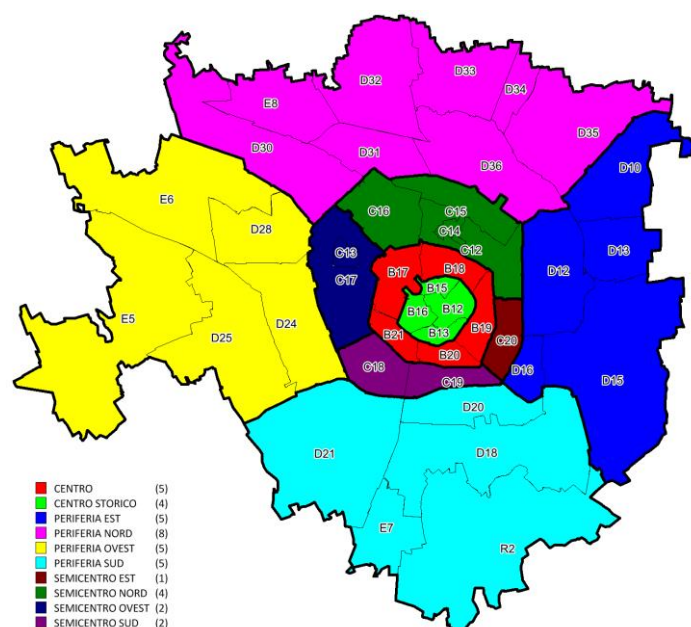 D32
D33
D34
E8
D35
D30
D31
D36
D10
E6
C16
C15
D28
C14
C13
C12
D13
D12
B17
B18
C17
B15
B16
B12
E5
D24
B19
D25
B21
B13
C20
B20
C18
D16
C19
D15
D20
D21
D18
E7
R2
CENTRO (5)
CENTRO STORICO (4)
PERIFERIA EST (5)
PERIFERIA NORD (8)
PERIFERIA OVEST (5)
PERIFERIA SUD (5)
SEMICENTRO EST (1)
SEMICENTRO NORD (4)
SEMICENTRO OVEST (2)
SEMICENTRO SUD (2)